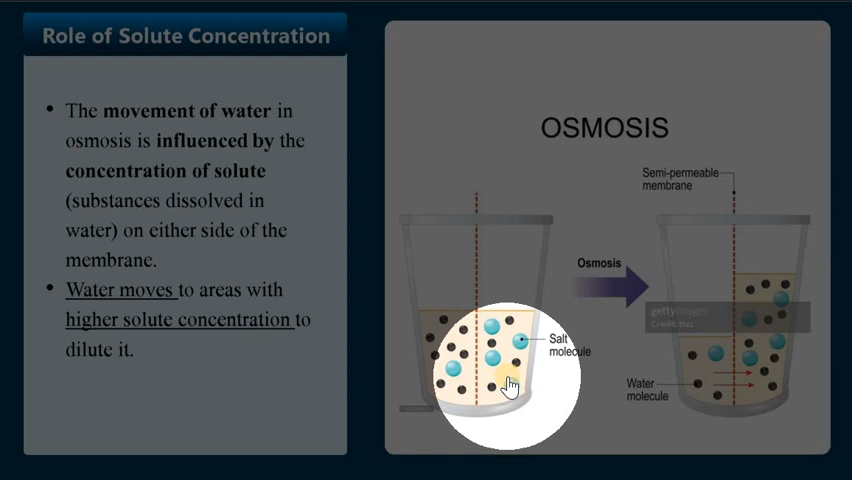 Role of Solute Concentration
• The movement of water in
osmosis is influenced by the
concentration of solute
(substances dissolved in
water) on either side of the
membrane.
• Water moves to areas with
higher solute concentration to
dilute it.
OSMOSIS
Semi-permeable
membrane
Osmosis
Salt
molecule
Water
molecule